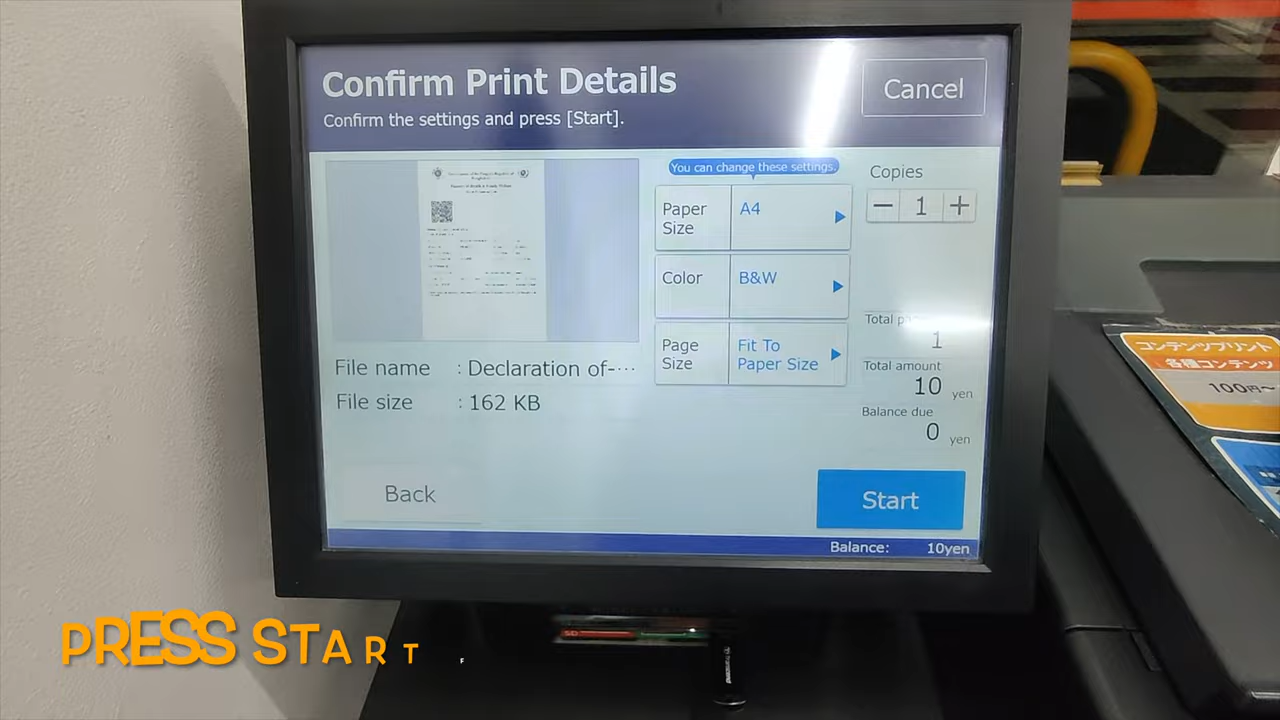 Confirm Print Details
Cancel
Confirm the settings and press [Start].
You can change these settings.
Copies
Paper Size
A4
− 1 +
Color
B&W
Page Size
Fit To Paper Size
Total
1
Total amount
10 yen
Balance due
0 yen
File name : Declaration of-···
File size : 162 KB
Back
Start
Balance: 10yen
コンテンツプリント
各種コンテンツ
100円～
SD
Transcend
PRESS START F